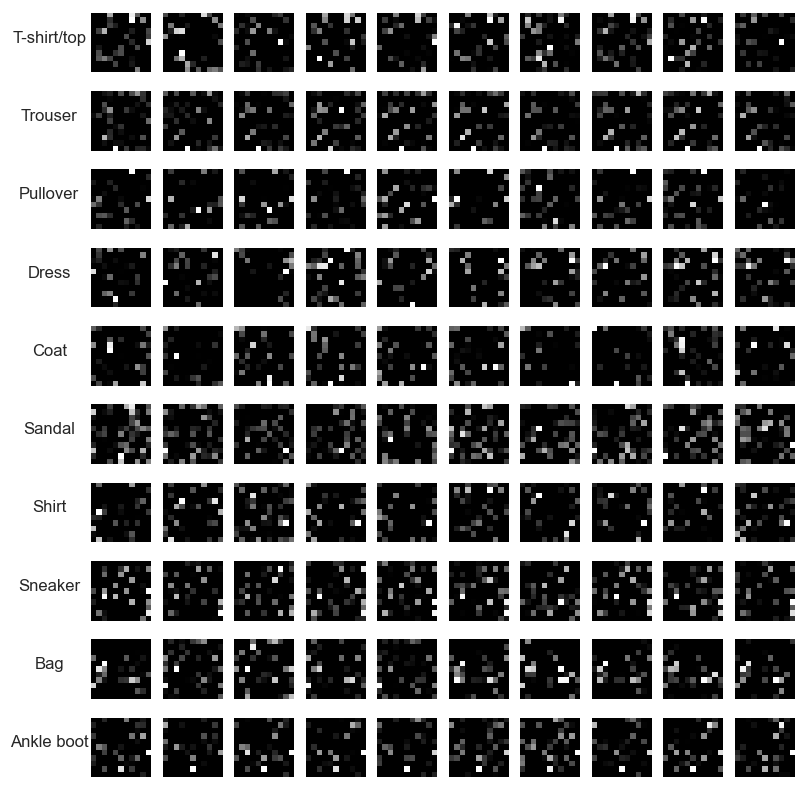 T-shirt/top
Trouser
Pullover
Dress
Coat
Sandal
Shirt
Sneaker
Bag
Ankle boot